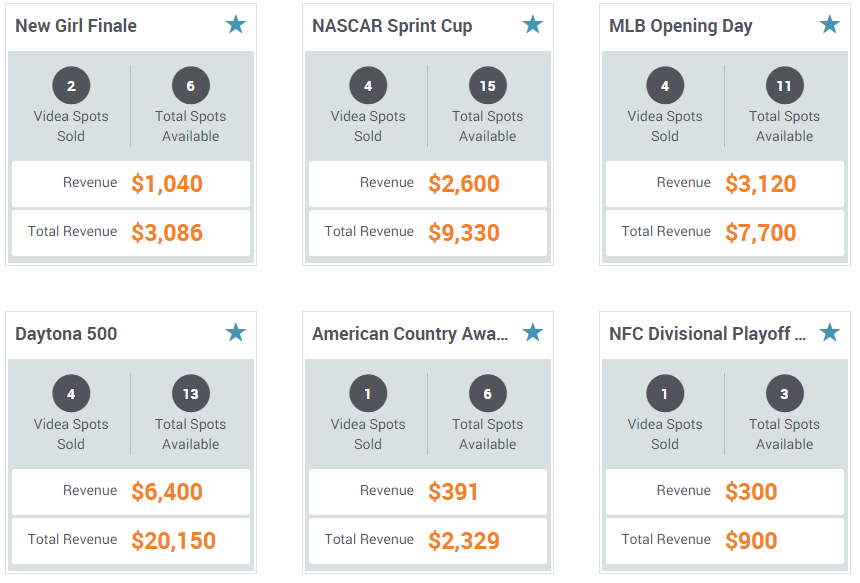 New Girl Finale
2
6
Videa Spots Sold
Total Spots Available
Revenue $1,040
Total Revenue $3,086
NASCAR Sprint Cup
4
15
Videa Spots Sold
Total Spots Available
Revenue $2,600
Total Revenue $9,330
MLB Opening Day
4
11
Videa Spots Sold
Total Spots Available
Revenue $3,120
Total Revenue $7,700
Daytona 500
4
13
Videa Spots Sold
Total Spots Available
Revenue $6,400
Total Revenue $20,150
American Country Awa...
1
6
Videa Spots Sold
Total Spots Available
Revenue $391
Total Revenue $2,329
NFC Divisional Playoff ...
1
3
Videa Spots Sold
Total Spots Available
Revenue $300
Total Revenue $900